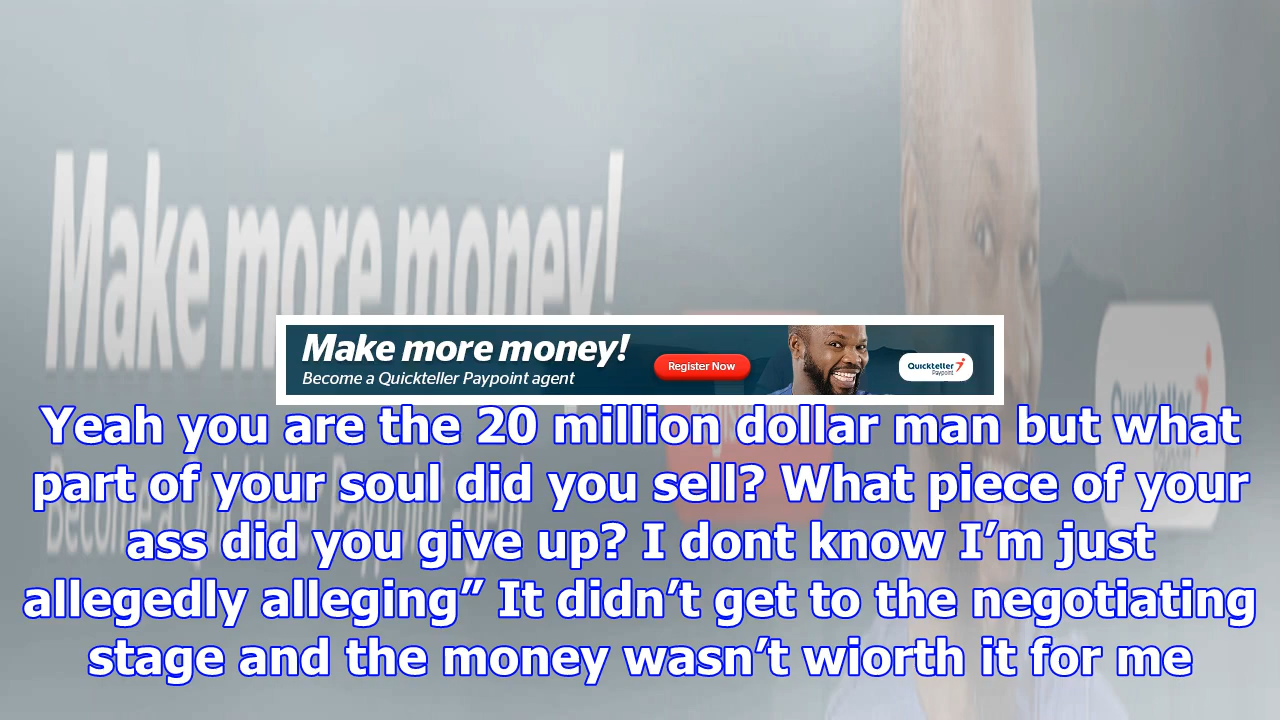 Make more money!
Make more money!
Register Now
Quickteller
Paypoint
Become a Quickteller Paypoint agent
Quickteller
Yeah you are the 20 million dollar man but what
part of your soul did you sell? What piece of your
ass did you give up? I dont know I’m just
allegedly alleging” It didn’t get to the negotiating
stage and the money wasn’t wiorth it for me